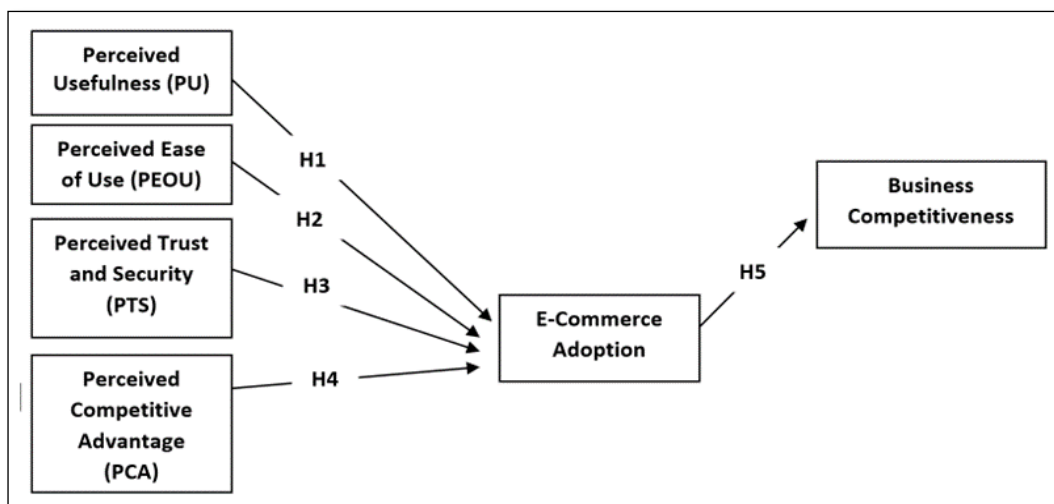 Perceived
Usefulness (PU)
H1
Perceived Ease
of Use (PEOU)
H2
Perceived Trust
and Security
(PTS)
H3
Perceived
Competitive
Advantage
(PCA)
H4
E-Commerce
Adoption
H5
Business
Competitiveness